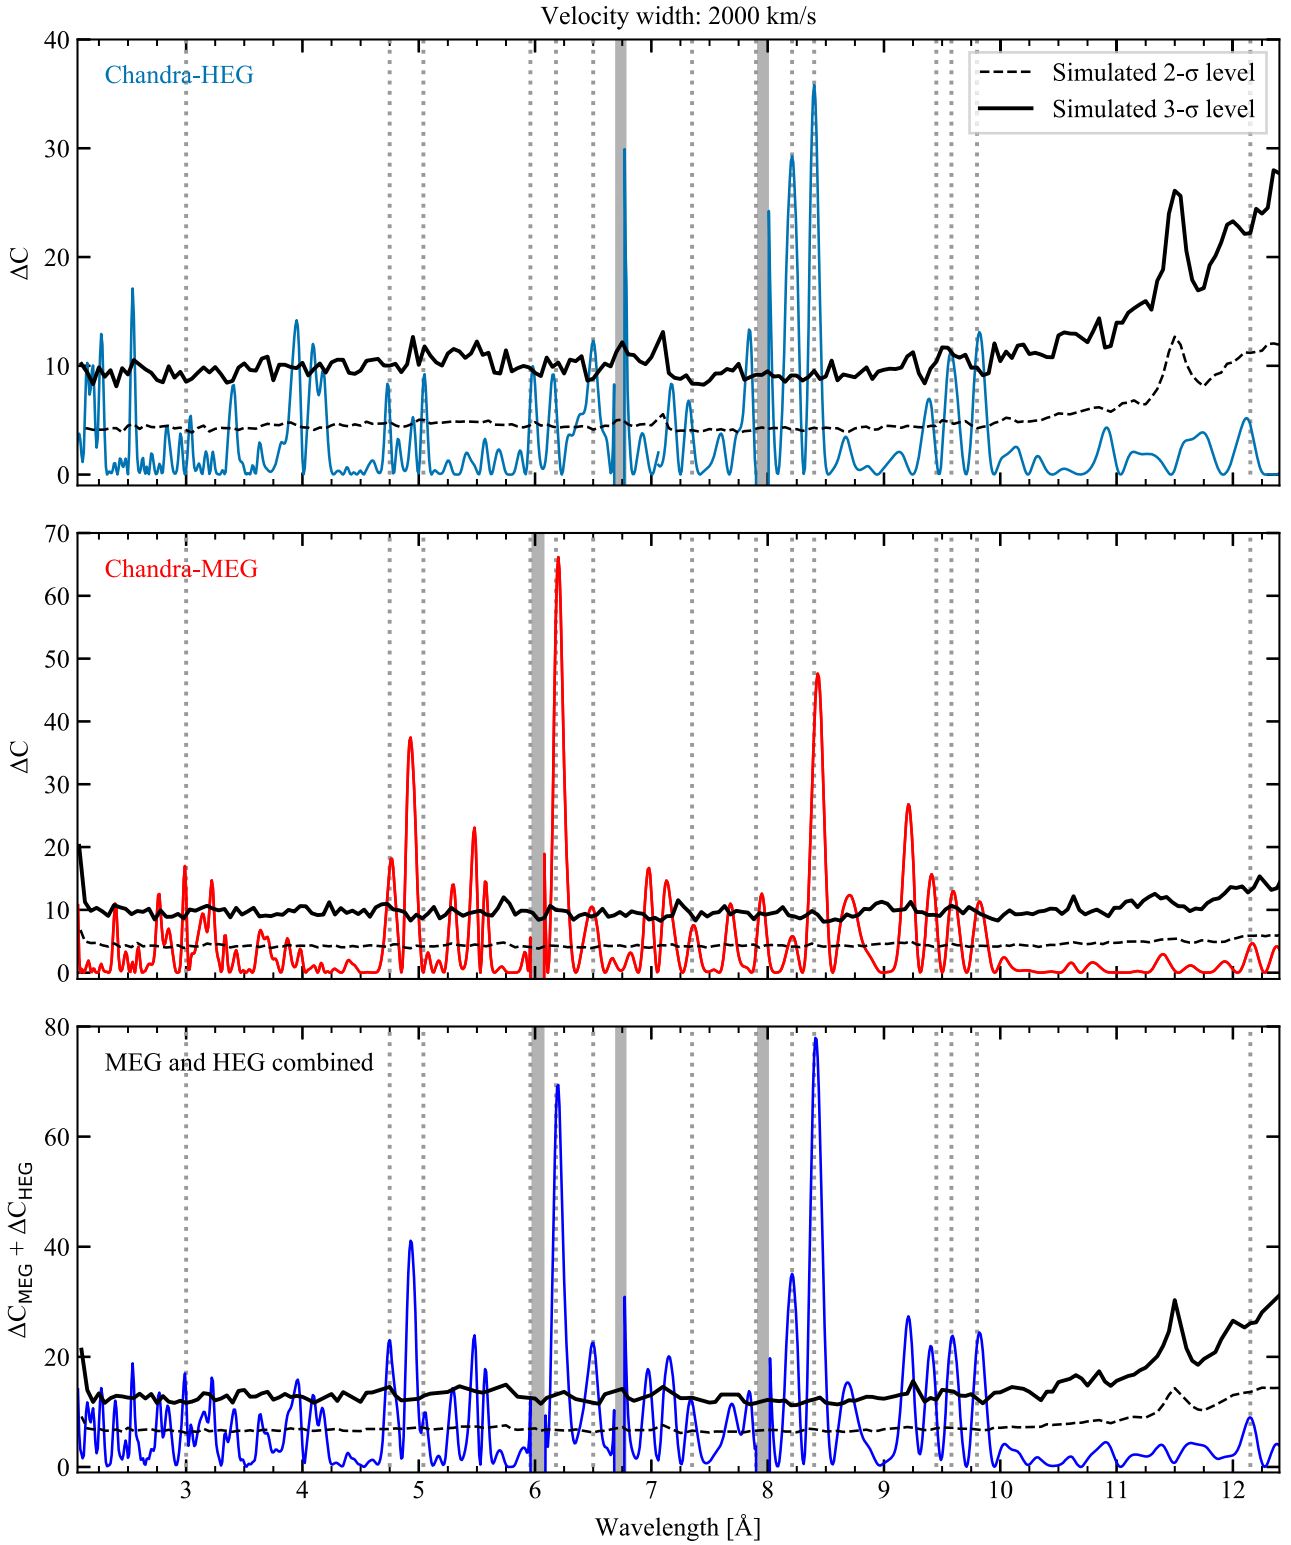 Velocity width: 2000 km/s
40
30
20
10
0
ΔC
Chandra-HEG
Simulated 2-σ level
Simulated 3-σ level
70
60
50
40
30
20
10
0
ΔC
Chandra-MEG
80
60
40
20
0
ΔC_MEG + ΔC_HEG
MEG and HEG combined
3 4 5 6 7 8 9 10 11 12
Wavelength [Å]